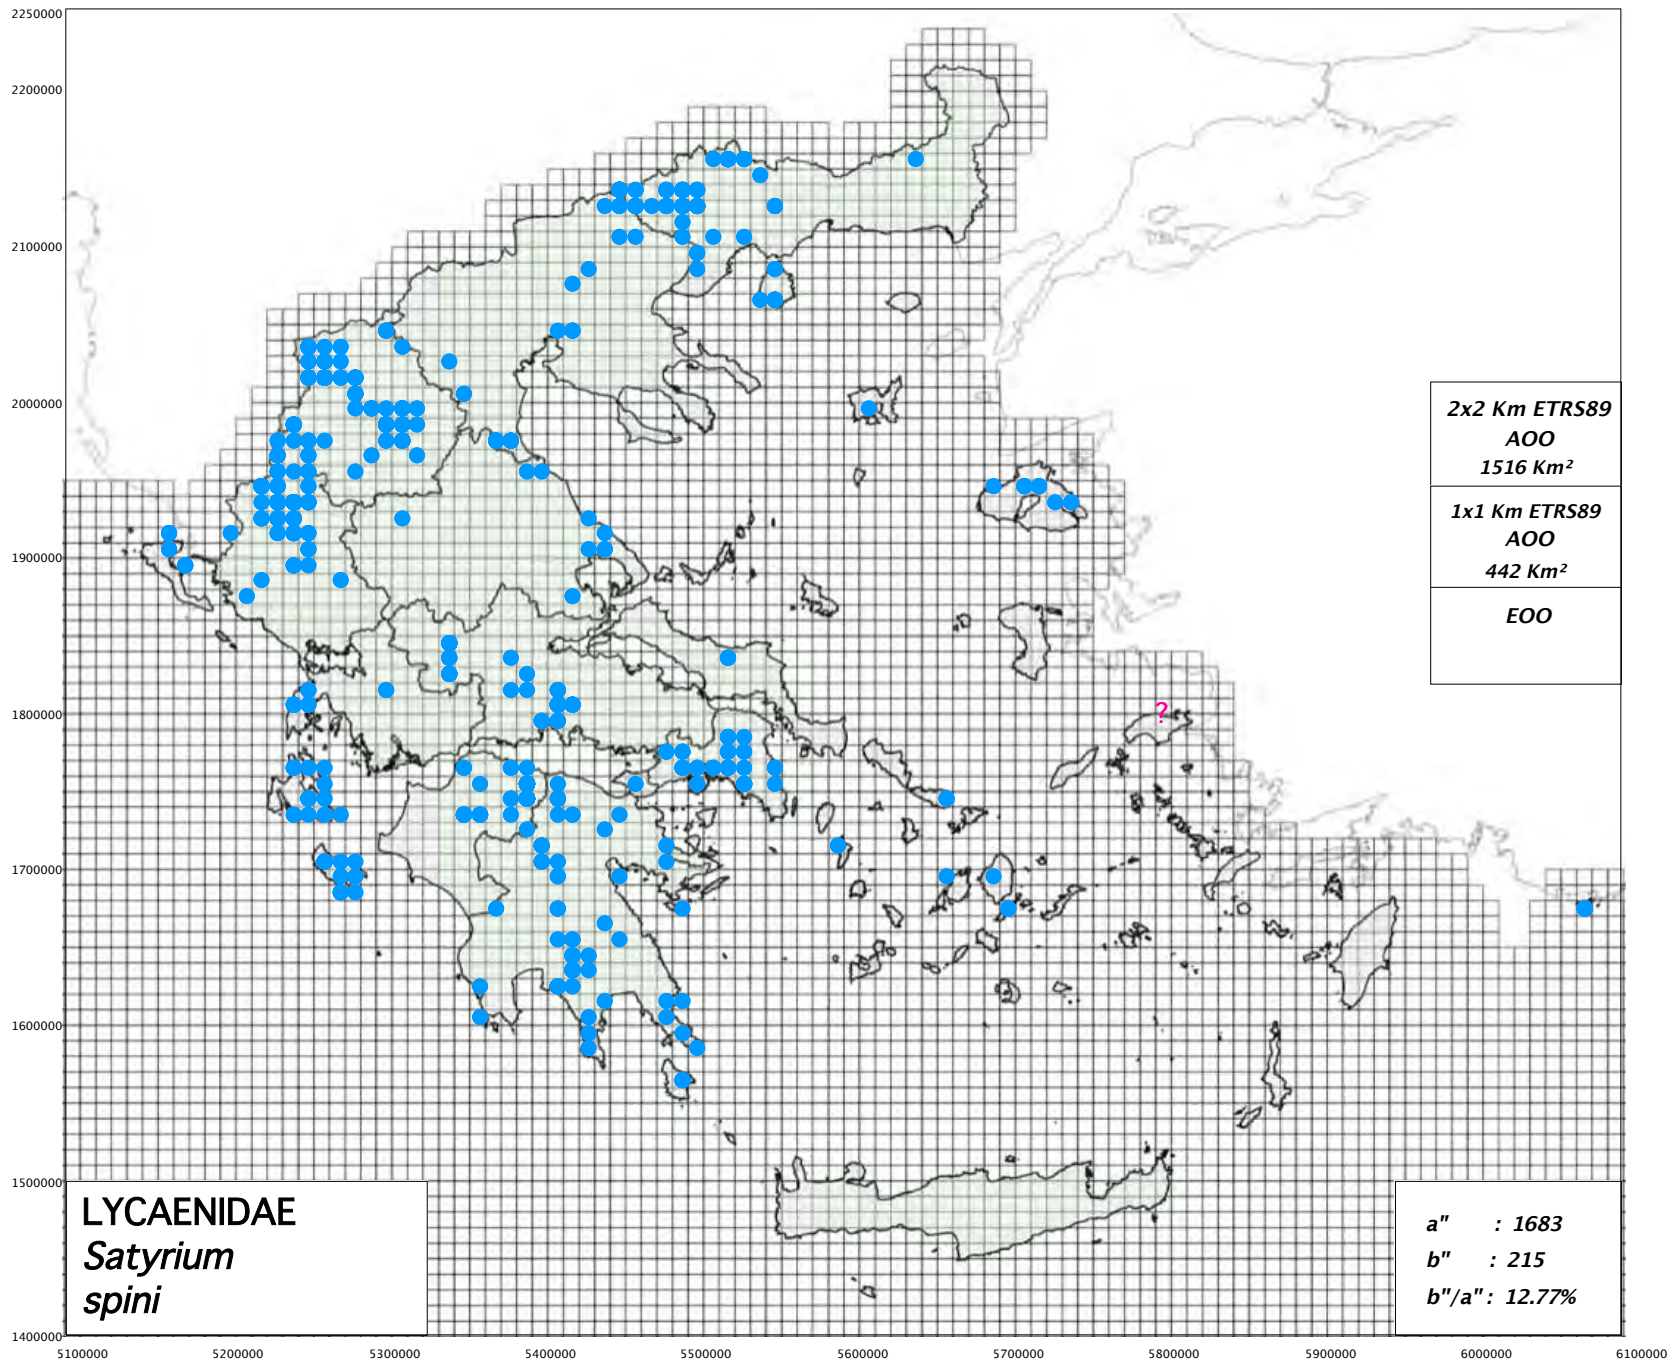 2250000
2200000
2100000
2000000
1900000
1800000
1700000
1600000
1500000
1400000
2x2 Km ETRS89
AOO
1516 Km²
1x1 Km ETRS89
AOO
442 Km²
EOO
?
LYCAENIDAE
Satyrium
spini
a" : 1683
b" : 215
b"/a" : 12.77%
5100000 5200000 5300000 5400000 5500000 5600000 5700000 5800000 5900000 6000000 6100000